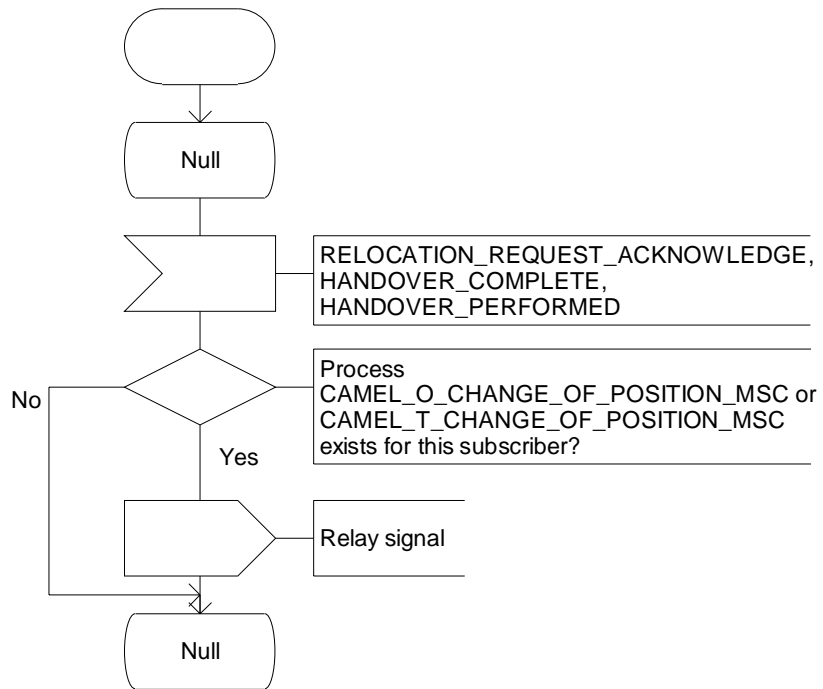 Null
RELOCATION_REQUEST_ACKNOWLEDGE,
HANDOVER_COMPLETE,
HANDOVER_PERFORMED
Process
CAMEL_O_CHANGE_OF_POSITION_MSC or
CAMEL_T_CHANGE_OF_POSITION_MSC
exists for this subscriber?
No
Yes
Relay signal
Null